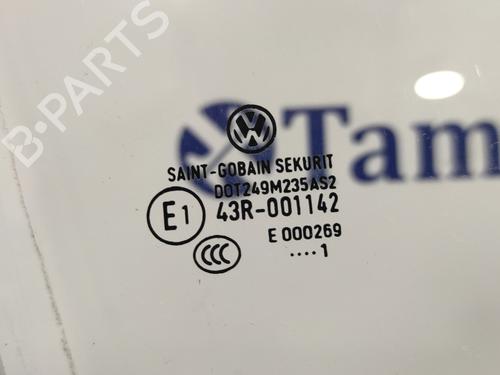 B-PARTS
Tam
SAINT-GOBAIN SEKURIT
DOT249M235AS2
E1 43R-001142
CCC E 000269
....1